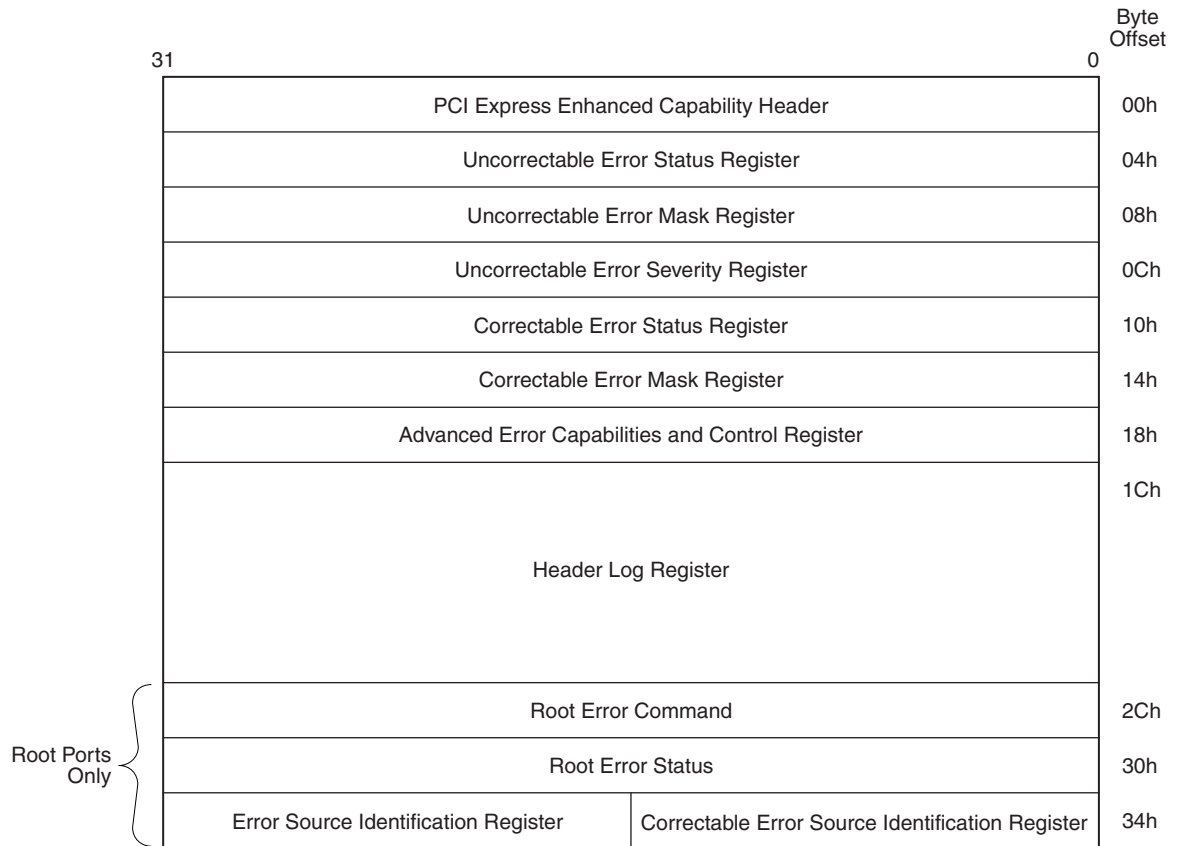 Byte
Offset
31 0
PCI Express Enhanced Capability Header 00h
Uncorrectable Error Status Register 04h
Uncorrectable Error Mask Register 08h
Uncorrectable Error Severity Register 0Ch
Correctable Error Status Register 10h
Correctable Error Mask Register 14h
Advanced Error Capabilities and Control Register 18h
1Ch
Header Log Register
Root Error Command 2Ch
Root Ports
Only
Root Error Status 30h
Error Source Identification Register Correctable Error Source Identification Register 34h